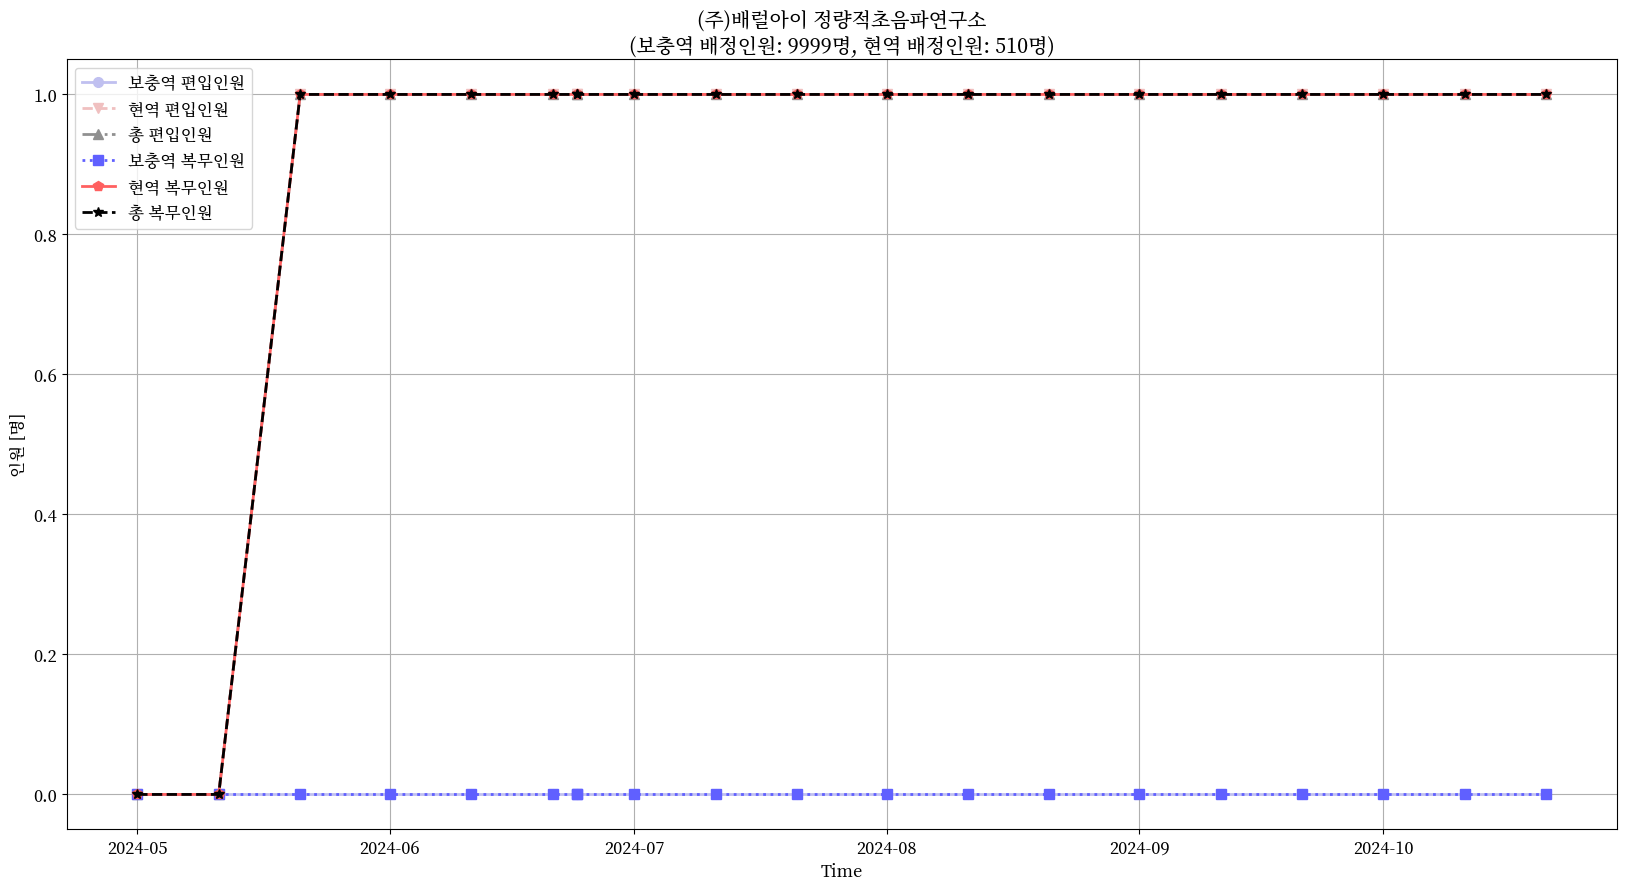 (주)배럴아이 정량적초음파연구소
(보충역 배정인원: 9999명, 현역 배정인원: 510명)
보충역 편입인원
현역 편입인원
총 편입인원
보충역 복무인원
현역 복무인원
총 복무인원
1.0
0.8
0.6
0.4
0.2
0.0
인원 [명]
2024-05
2024-06
2024-07
2024-08
2024-09
2024-10
Time